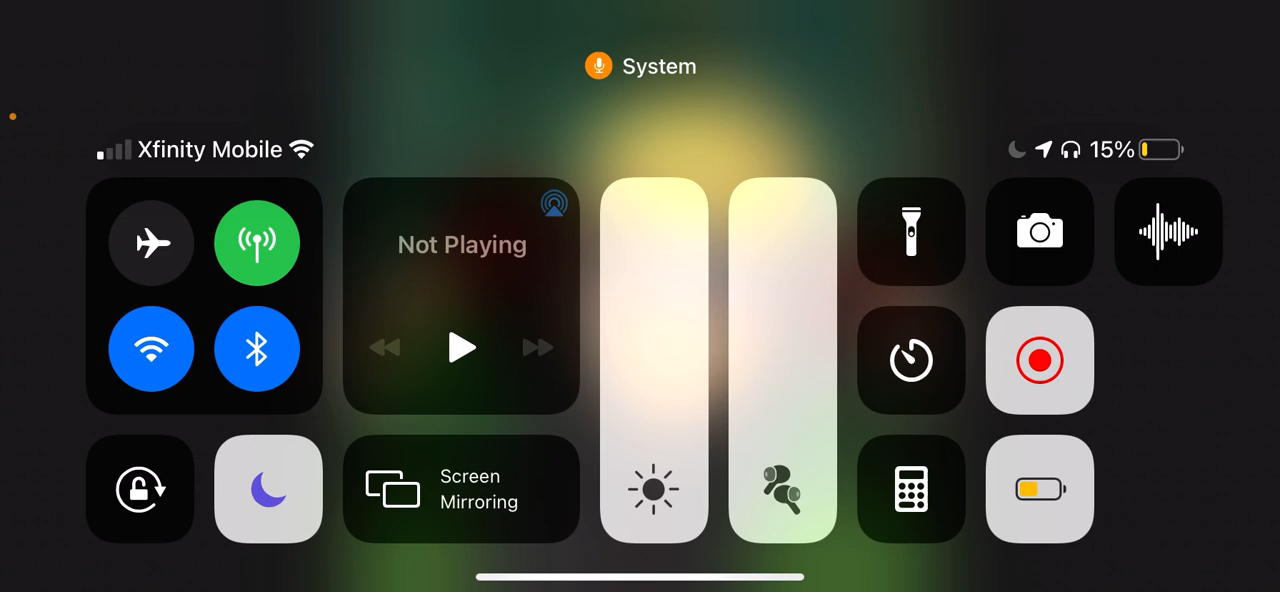 System
Xfinity Mobile
15%
Not Playing
Screen
Mirroring